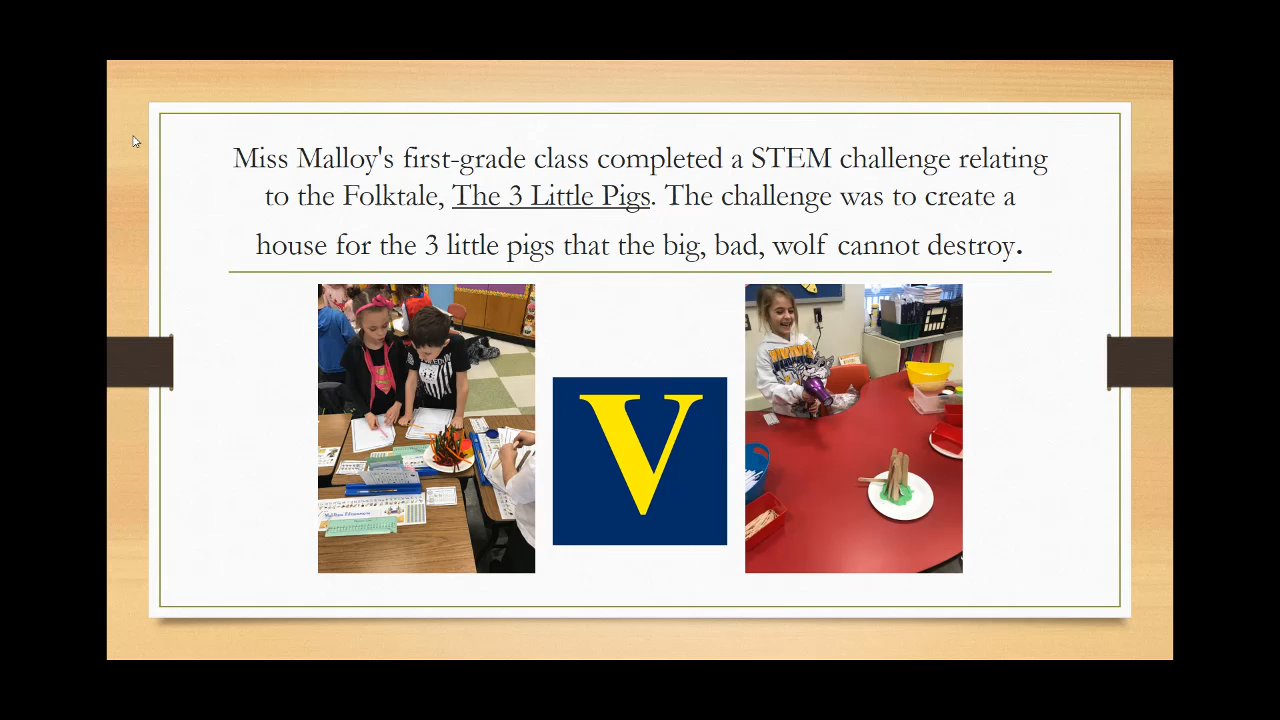 Miss Malloy's first-grade class completed a STEM challenge relating
to the Folktale, The 3 Little Pigs. The challenge was to create a
house for the 3 little pigs that the big, bad, wolf cannot destroy.
V